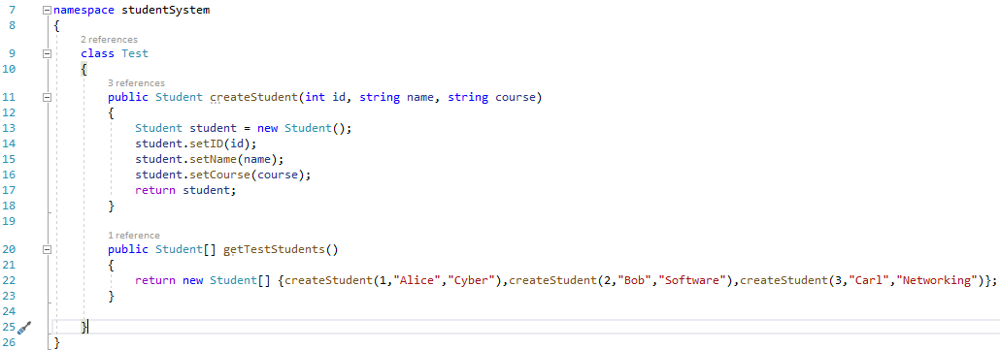 7 namespace studentSystem
8 {
2 references
9 class Test
10 {
3 references
11 public Student createStudent(int id, string name, string course)
12 {
13 Student student = new Student();
14 student.setID(id);
15 student.setName(name);
16 student.setCourse(course);
17 return student;
18 }
19
1 reference
20 public Student[] getTestStudents()
21 {
22 return new Student[] {createStudent(1,"Alice","Cyber"),createStudent(2,"Bob","Software"),createStudent(3,"Carl","Networking")};
23 }
24
25 }
26 }